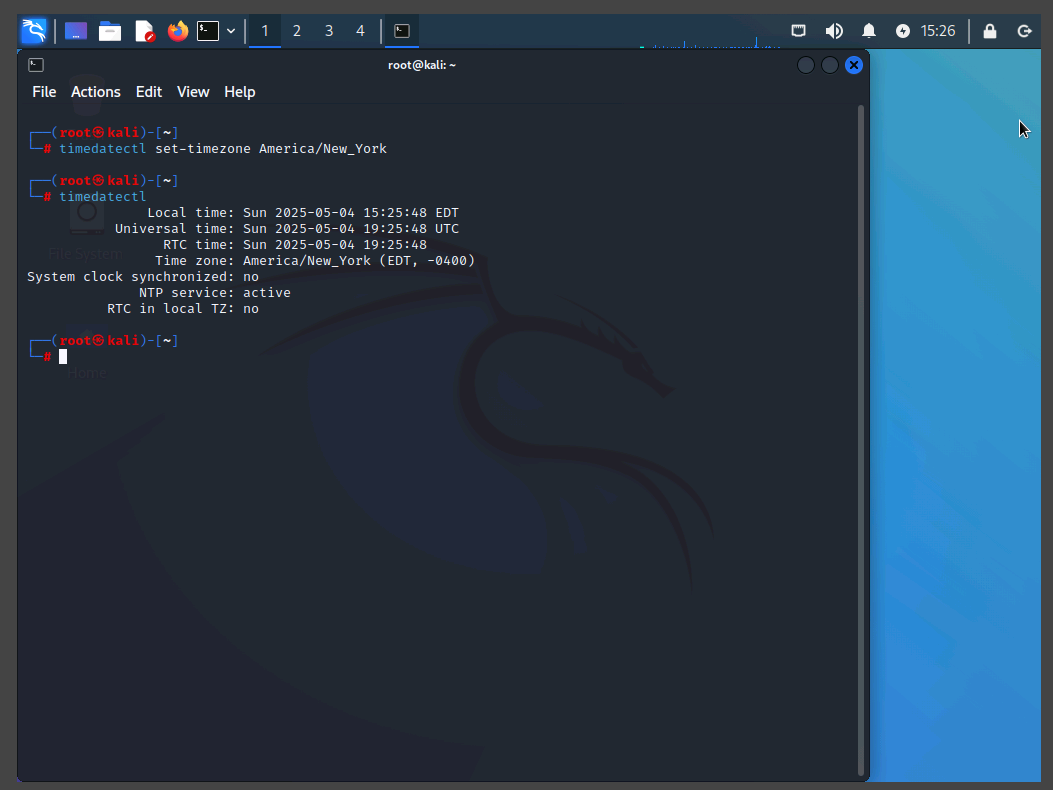 1 2 3 4 15:26
root@kali: ~
File Actions Edit View Help
┌──(root㉿kali)-[~]
└─# timedatectl set-timezone America/New_York
┌──(root㉿kali)-[~]
└─# timedatectl
Local time: Sun 2025-05-04 15:25:48 EDT
Universal time: Sun 2025-05-04 19:25:48 UTC
RTC time: Sun 2025-05-04 19:25:48
File System
Time zone: America/New_York (EDT, -0400)
System clock synchronized: no
NTP service: active
RTC in local TZ: no
┌──(root㉿kali)-[~]
└─#
Home